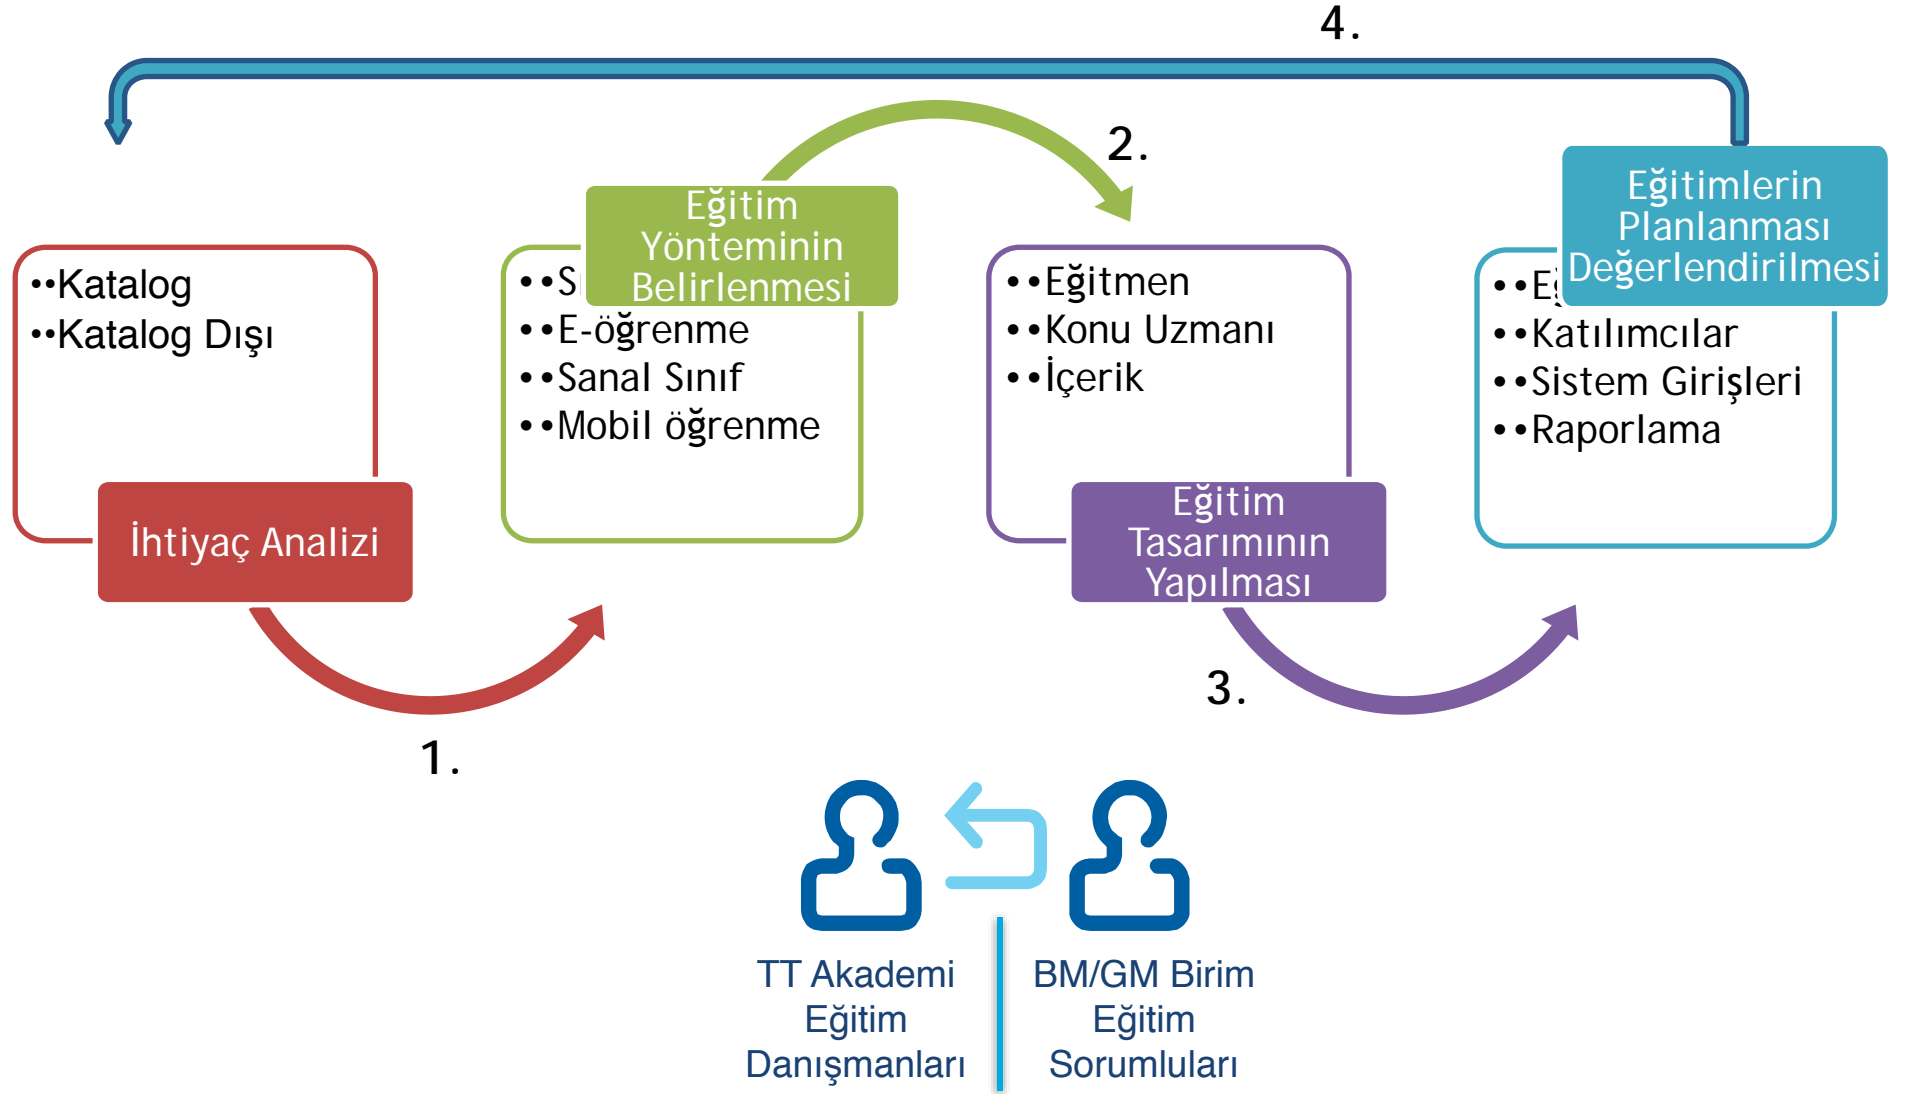 4.
2.
••Katalog
••Katalog Dışı
İhtiyaç Analizi
1.
Eğitim
Yönteminin
Belirlenmesi
••E-öğrenme
••Sanal Sınıf
••Mobil öğrenme
••Eğitmen
••Konu Uzmanı
••İçerik
Eğitim
Tasarımının
Yapılması
3.
Eğitimlerin
Planlanması
Değerlendirilmesi
••Katılımcılar
••Sistem Girişleri
••Raporlama
TT Akademi
Eğitim
Danışmanları
BM/GM Birim
Eğitim
Sorumluları